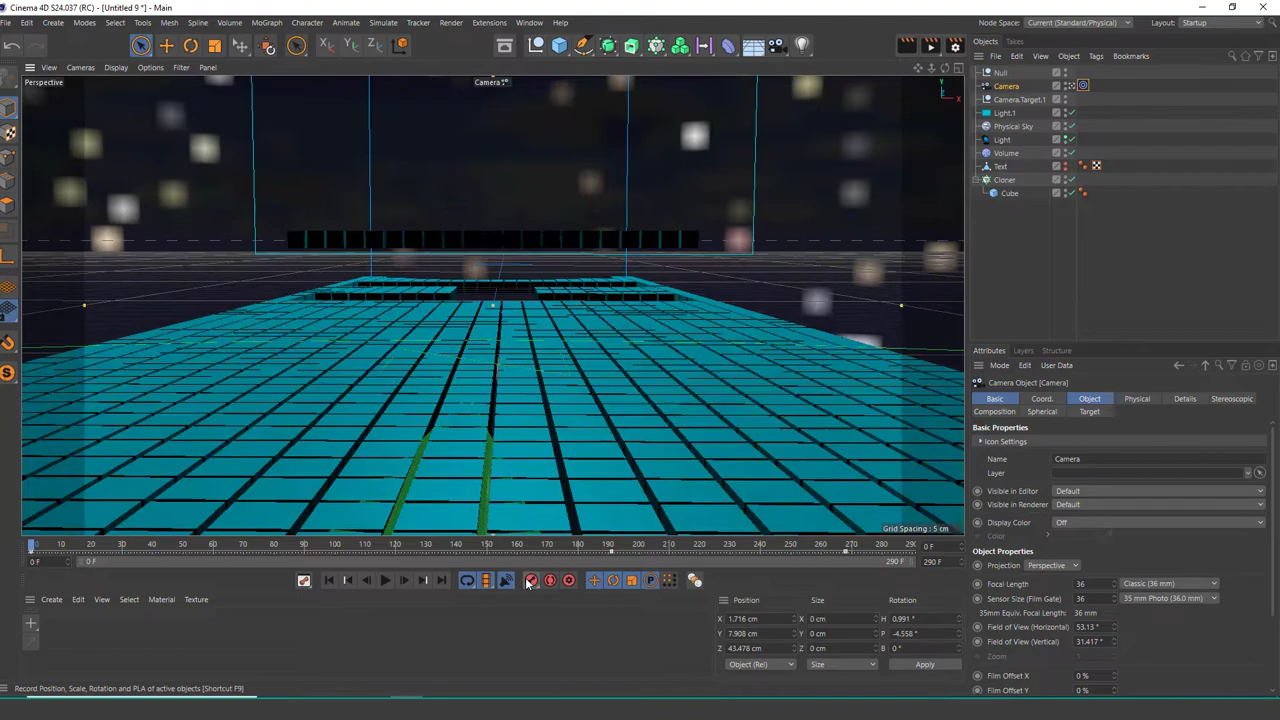 Cinema 4D S24.037 (RC) - [Untitled 9 *] - Main
File Edit Create Modes Select Tools Mesh Spline Volume MoGraph Character Animate Simulate Tracker Render Extensions Window Help
Node Space: Current (Standard/Physical) Layout: Startup
X Y Z
Objects Takes
File Edit View Object Tags Bookmarks
View Cameras Display Options Filter Panel
Perspective
Camera
Y
Z
X
Null
Camera
Camera.Target.1
Light.1
Physical Sky
Light
Volume
Text
Cloner
Cube
Attributes Layers Structure
Mode Edit User Data
Camera Object [Camera]
Basic Coord. Object Physical Details Stereoscopic
Composition Spherical Target
Basic Properties
Icon Settings
Name Camera
Layer
Visible in Editor Default
Visible in Renderer Default
Display Color Off
Color
Object Properties
Projection Perspective
Focal Length 36 Classic (36 mm)
Sensor Size (Film Gate) 36 35 mm Photo (36.0 mm)
35mm Equiv. Focal Length: 36 mm
Field of View (Horizontal) 53.13 °
Field of View (Vertical) 31.417 °
Zoom
Film Offset X 0 %
Film Offset Y 0 %
Grid Spacing : 5 cm
0 10 20 30 40 50 60 70 80 90 100 110 120 130 140 150 160 170 180 190 200 210 220 230 240 250 260 270 280 290 0 F
0 F 0 F 290 F 290 F
P
Create Edit View Select Material Texture
Position Size Rotation
X 1.716 cm X 0 cm H 0.991 °
Y 7.908 cm Y 0 cm P -4.558 °
Z 43.478 cm Z 0 cm B 0 °
Object (Rel) Size Apply
Record Position, Scale, Rotation and PLA of active objects [Shortcut F9]